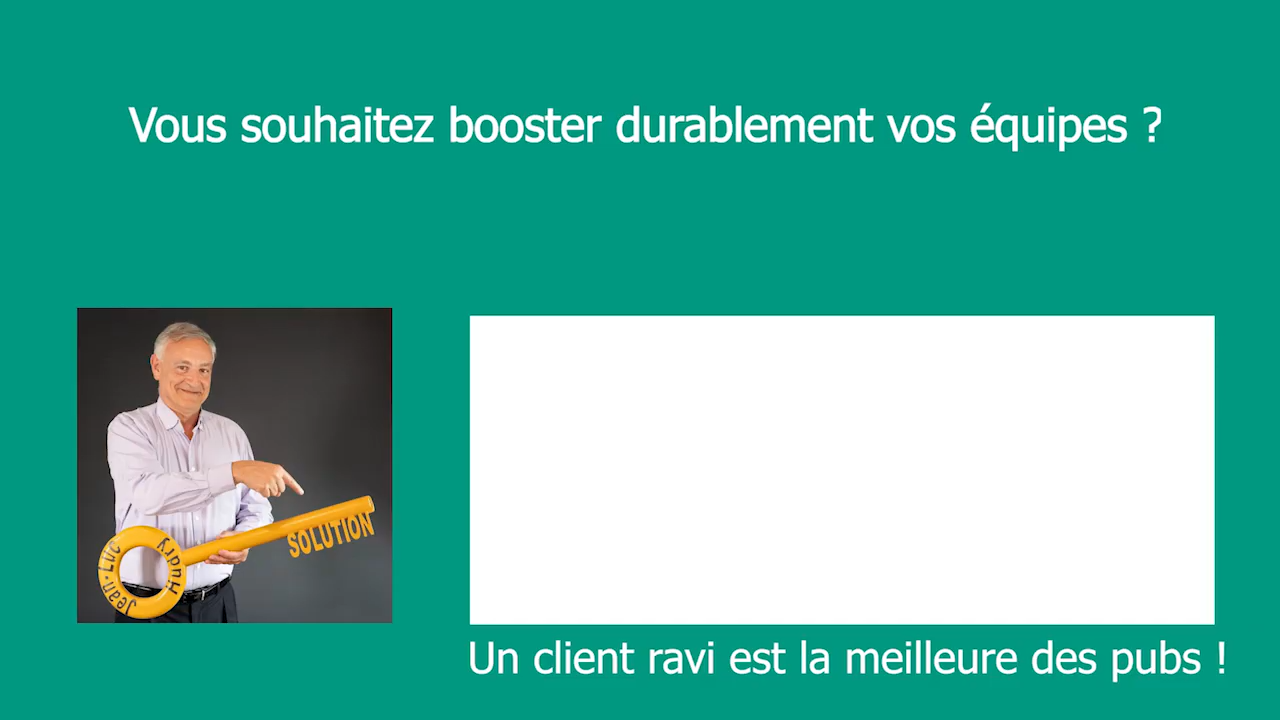 Vous souhaitez booster durablement vos équipes ?
SOLUTION
Jean-Luc Hudry
Un client ravi est la meilleure des pubs !